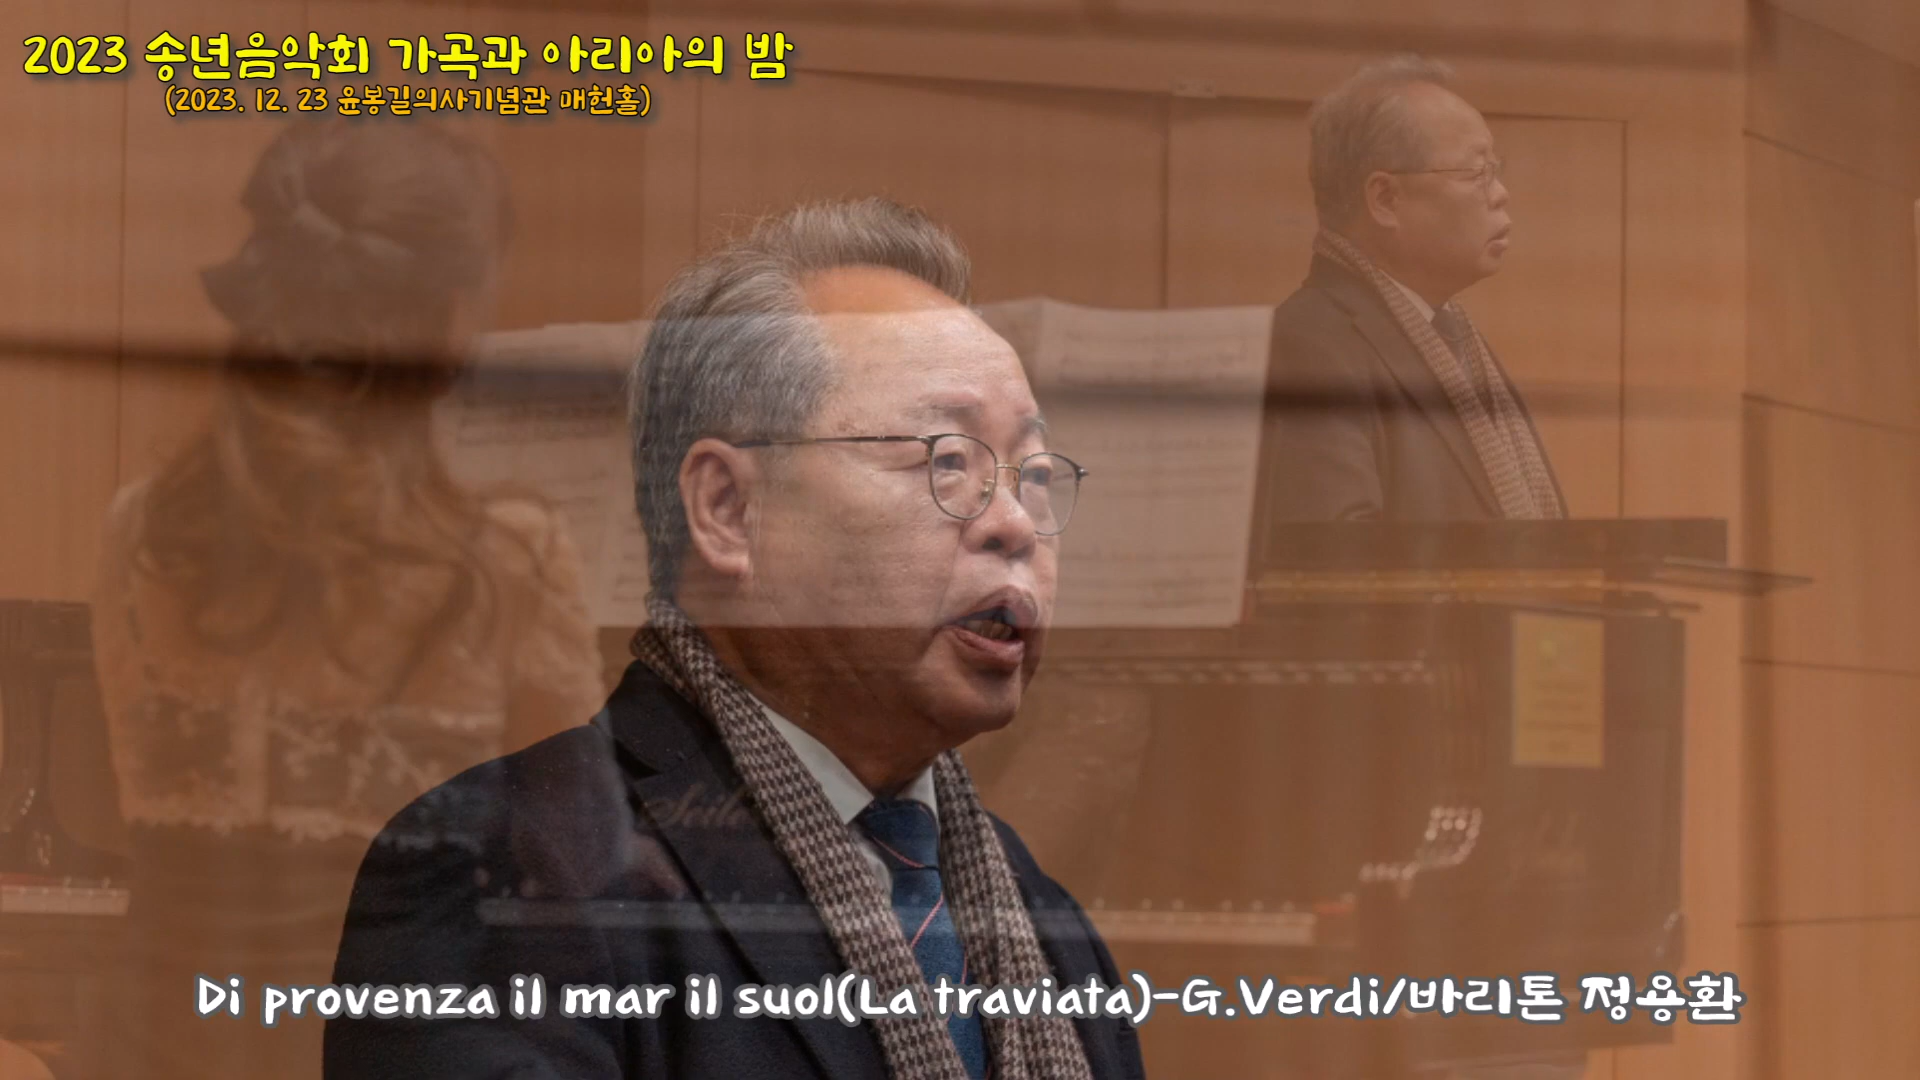 2023 송년음악회 가곡과 아리아의 밤
(2023. 12. 23 윤봉길의사기념관 매헌홀)
Di provenza il mar il suol(La traviata)-G.Verdi/바리톤 정용환